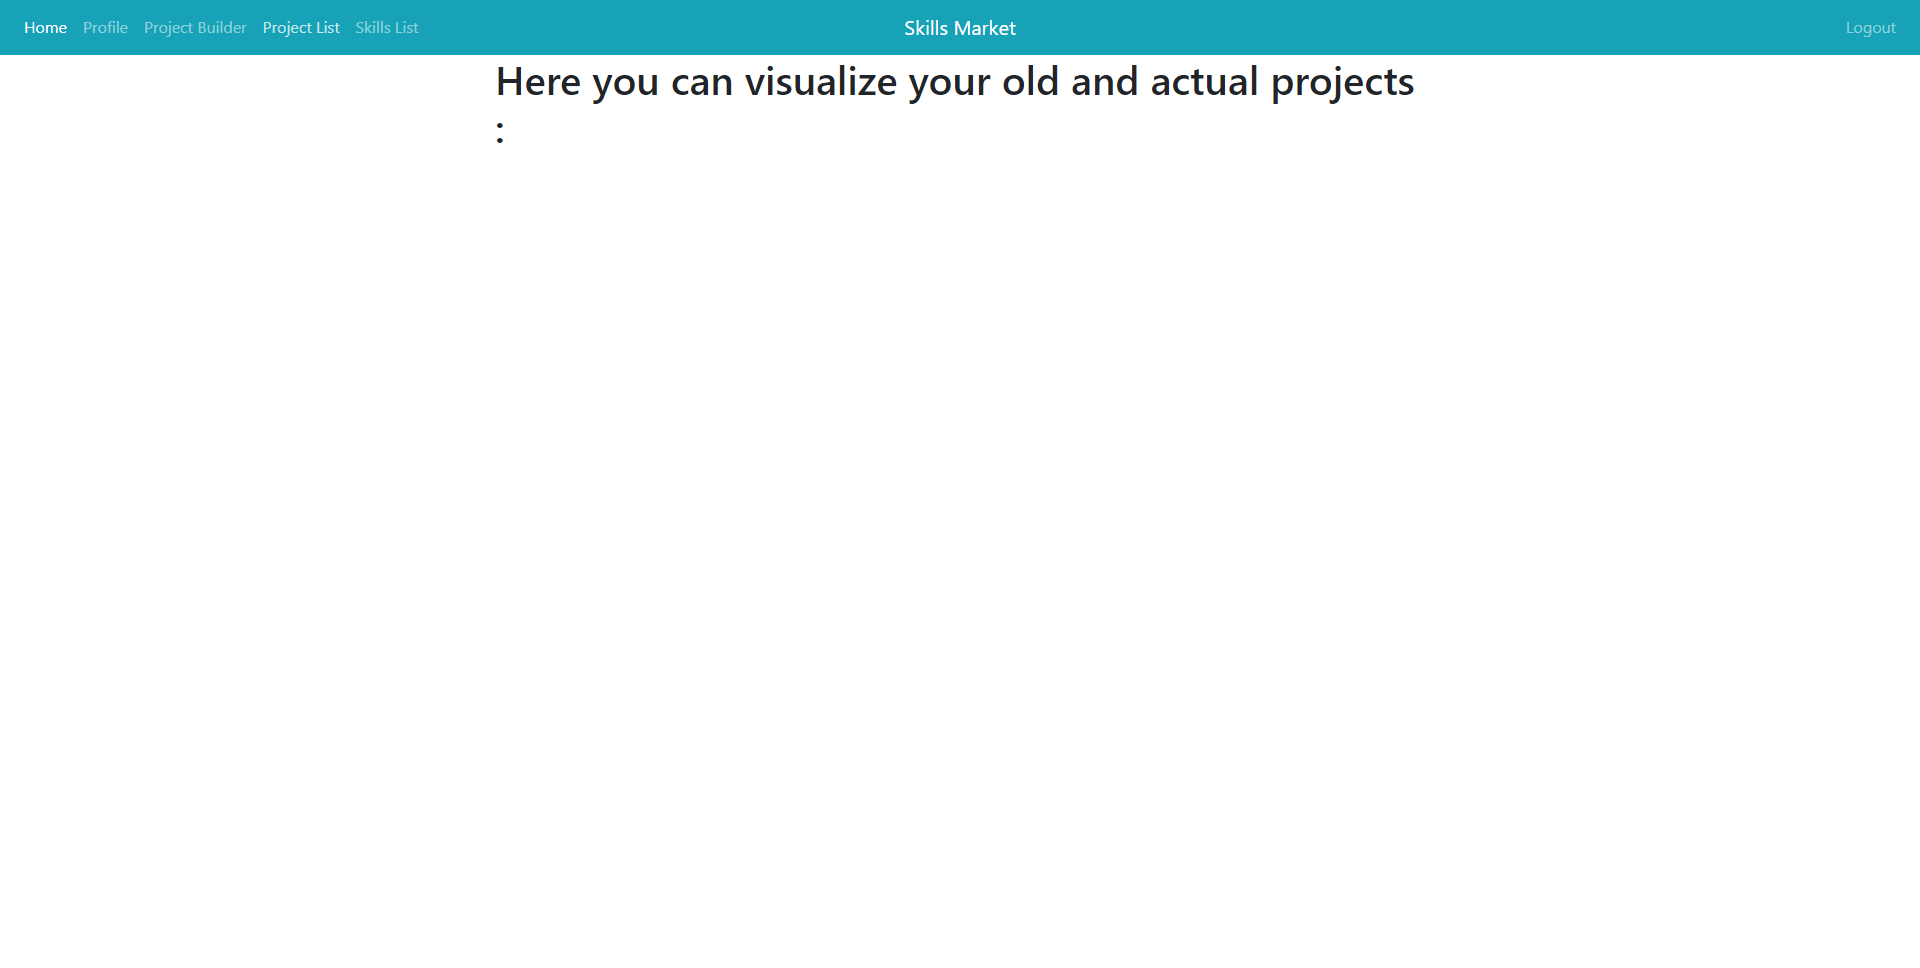 Home Profile Project Builder Project List Skills List Skills Market Logout
Here you can visualize your old and actual projects
: